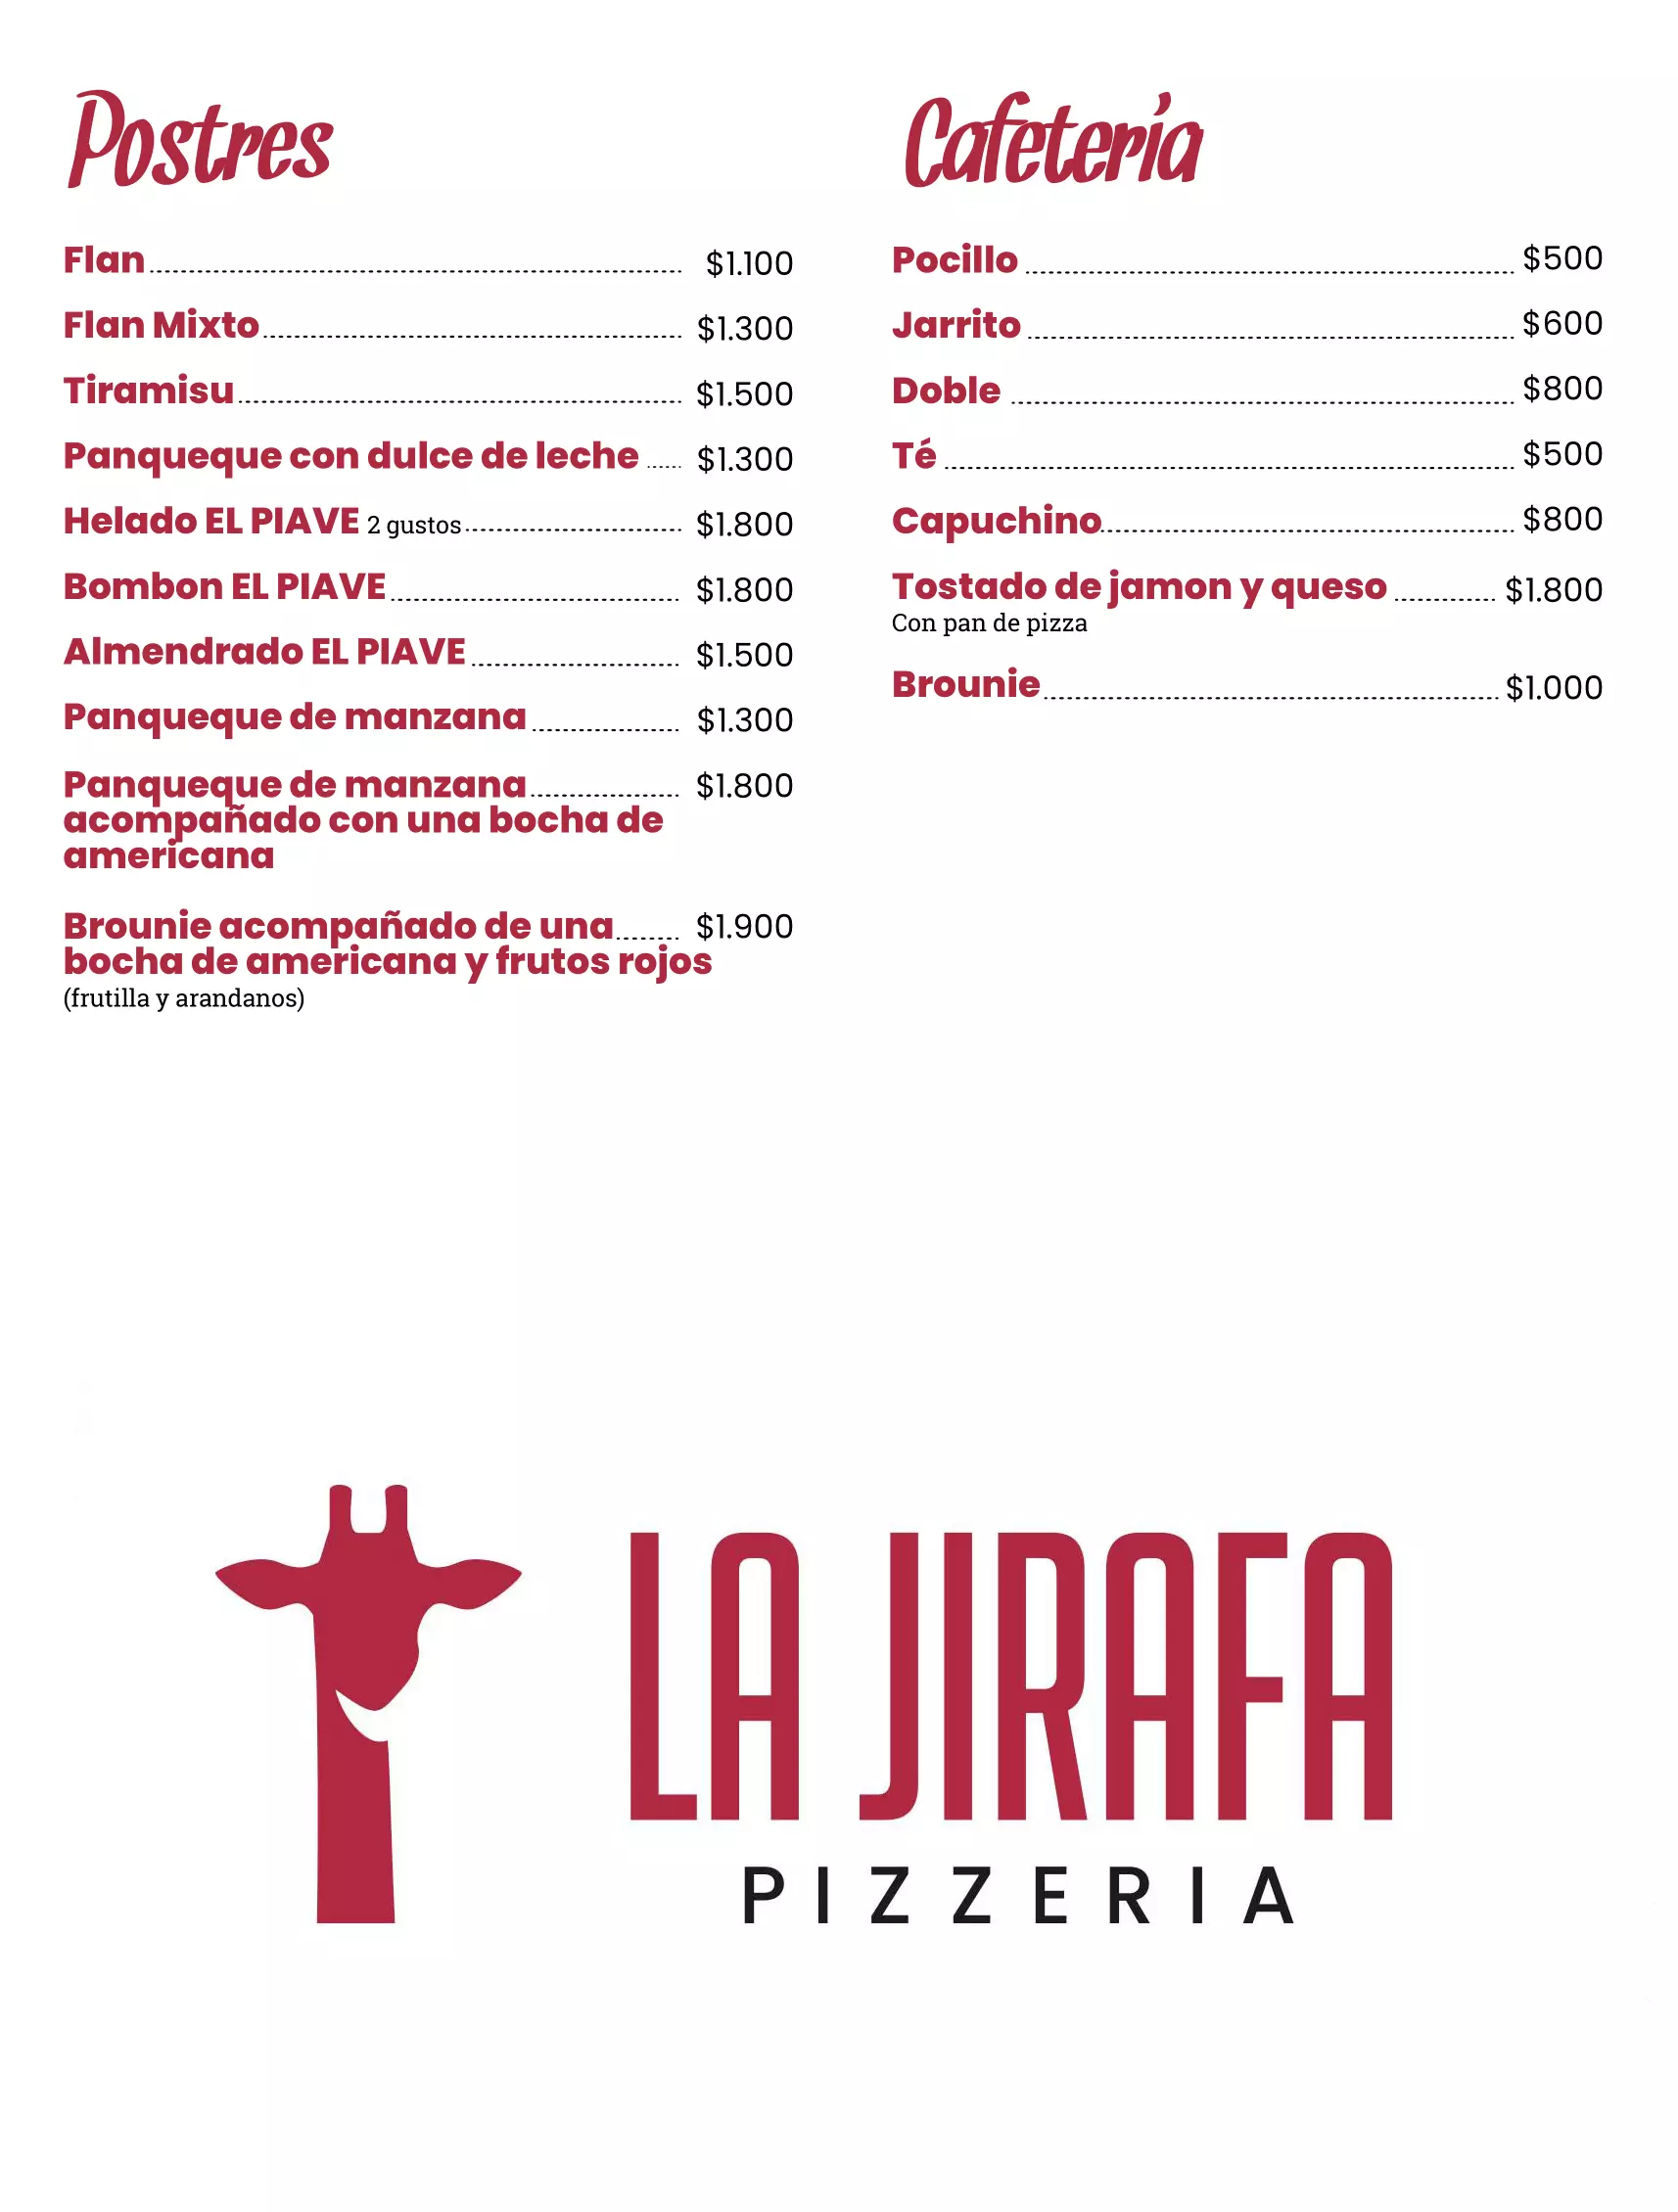 Postres
Flan $1.100
Flan Mixto $1.300
Tiramisu $1.500
Panqueque con dulce de leche $1.300
Helado EL PIAVE 2 gustos $1.800
Bombon EL PIAVE $1.800
Almendrado EL PIAVE $1.500
Panqueque de manzana $1.300
Panqueque de manzana $1.800
acompañado con una bocha de
americana
Brounie acompañado de una $1.900
bocha de americana y frutos rojos
(frutilla y arandanos)
Cafetería
Pocillo $500
Jarrito $600
Doble $800
Té $500
Capuchino $800
Tostado de jamon y queso $1.800
Con pan de pizza
Brounie $1.000
LA JIRAFA
PIZZERIA